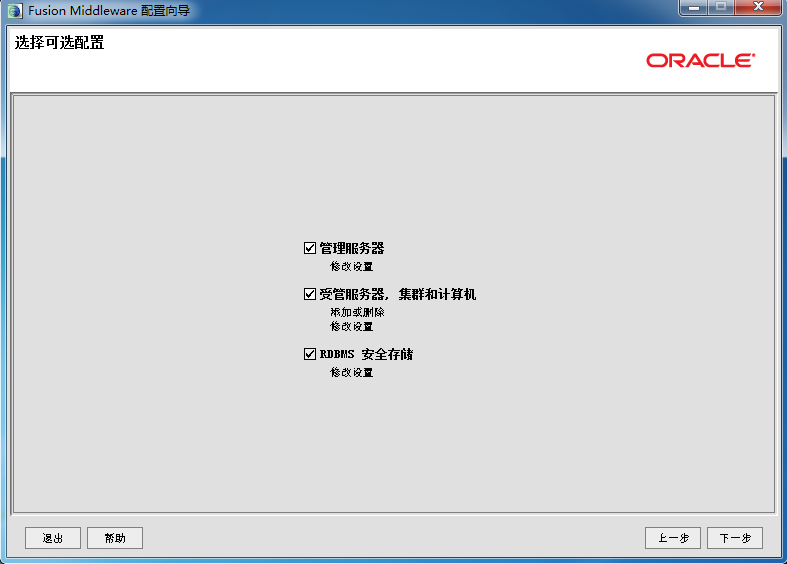 Fusion Middleware 配置向导
选择可选配置
ORACLE
管理服务器
修改设置
受管服务器, 集群和计算机
添加或删除
修改设置
RDBMS 安全存储
修改设置
退出
帮助
上一步
下一步